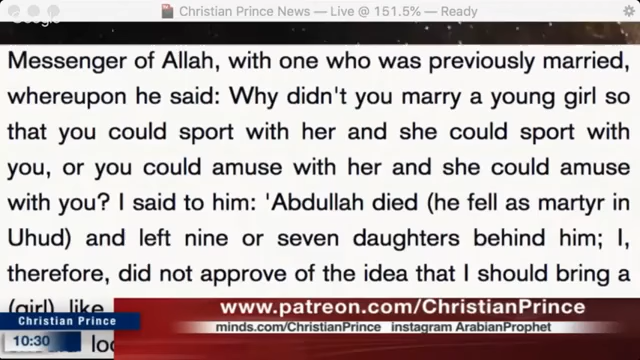 Christian Prince News — Live @ 151.5% — Ready
Google
Messenger of Allah, with one who was previously married,
whereupon he said: Why didn't you marry a young girl so
that you could sport with her and she could sport with
you, or you could amuse with her and she could amuse
with you? I said to him: 'Abdullah died (he fell as martyr in
Uhud) and left nine or seven daughters behind him; I,
therefore, did not approve of the idea that I should bring a
(girl) like
www.patreon.com/ChristianPrince
Christian Prince
minds.com/ChristianPrince instagram ArabianProphet
10:30